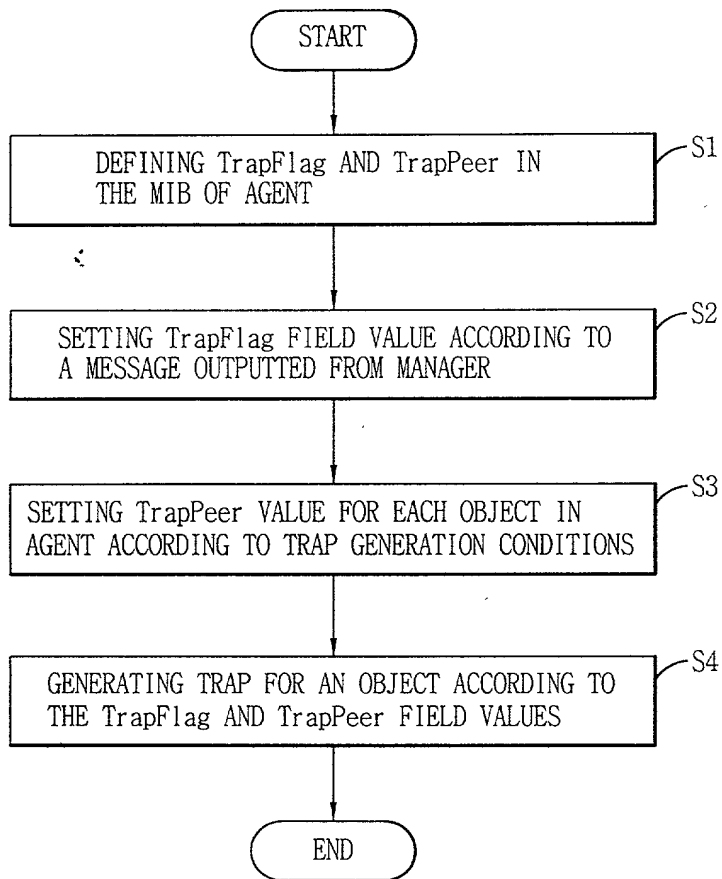 START
S1
DEFINING TrapFlag AND TrapPeer IN
THE MIB OF AGENT
S2
SETTING TrapFlag FIELD VALUE ACCORDING TO
A MESSAGE OUTPUTTED FROM MANAGER
S3
SETTING TrapPeer VALUE FOR EACH OBJECT IN
AGENT ACCORDING TO TRAP GENERATION CONDITIONS
S4
GENERATING TRAP FOR AN OBJECT ACCORDING TO
THE TrapFlag AND TrapPeer FIELD VALUES
END